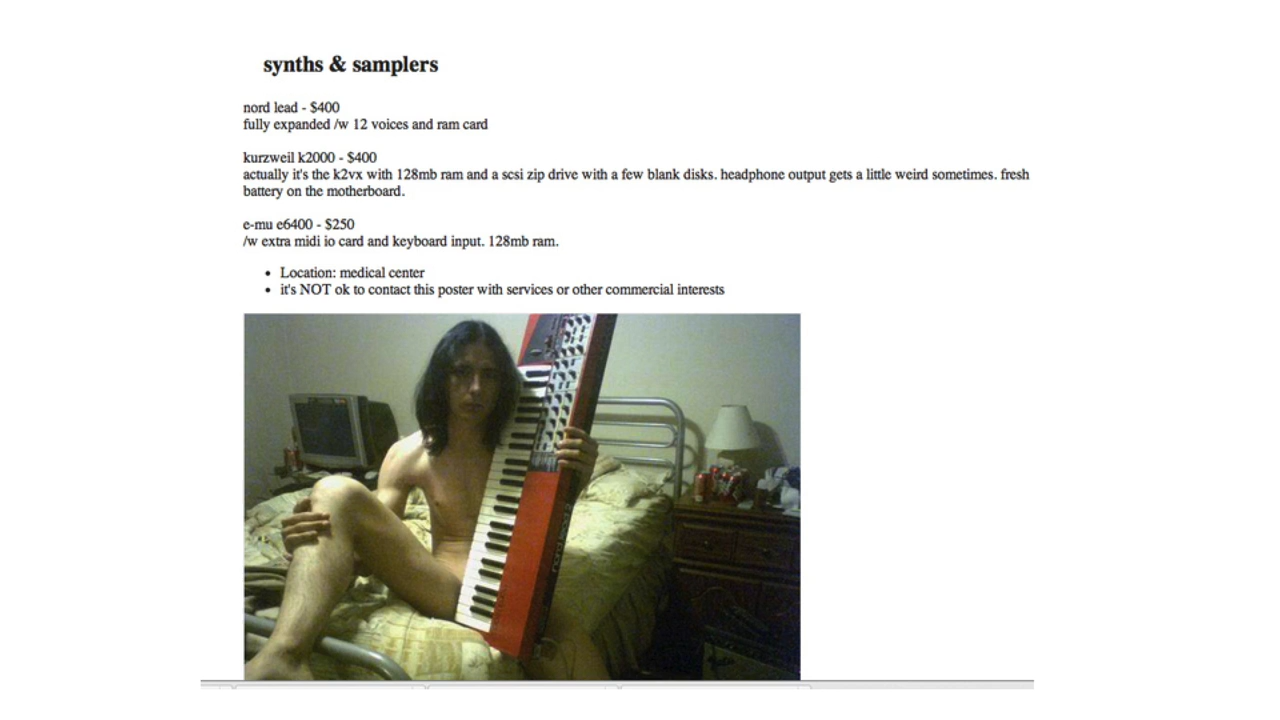 synths & samplers
nord lead - $400
fully expanded /w 12 voices and ram card
kurzweil k2000 - $400
actually it's the k2vx with 128mb ram and a scsi zip drive with a few blank disks. headphone output gets a little weird sometimes. fresh
battery on the motherboard.
e-mu e6400 - $250
/w extra midi io card and keyboard input. 128mb ram.
• Location: medical center
• it's NOT ok to contact this poster with services or other commercial interests